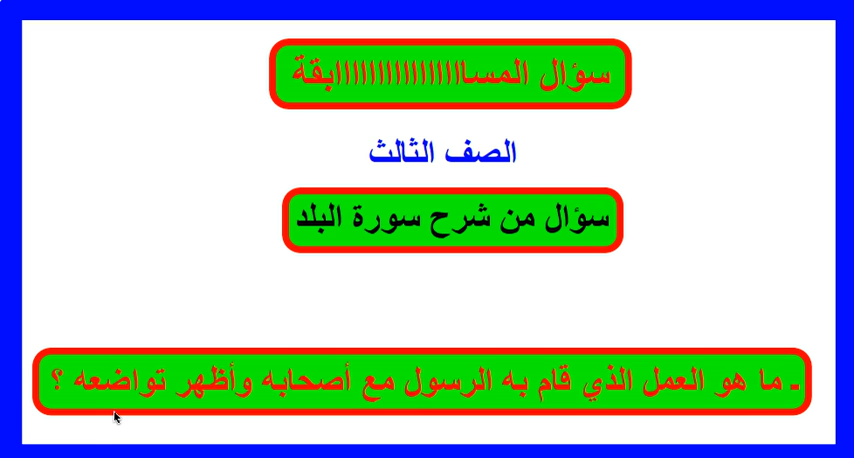 سؤال المسااااااااااااااابقة
الصف الثالث
سؤال من شرح سورة البلد
ـ ما هو العمل الذي قام به الرسول مع أصحابه وأظهر تواضعه ؟